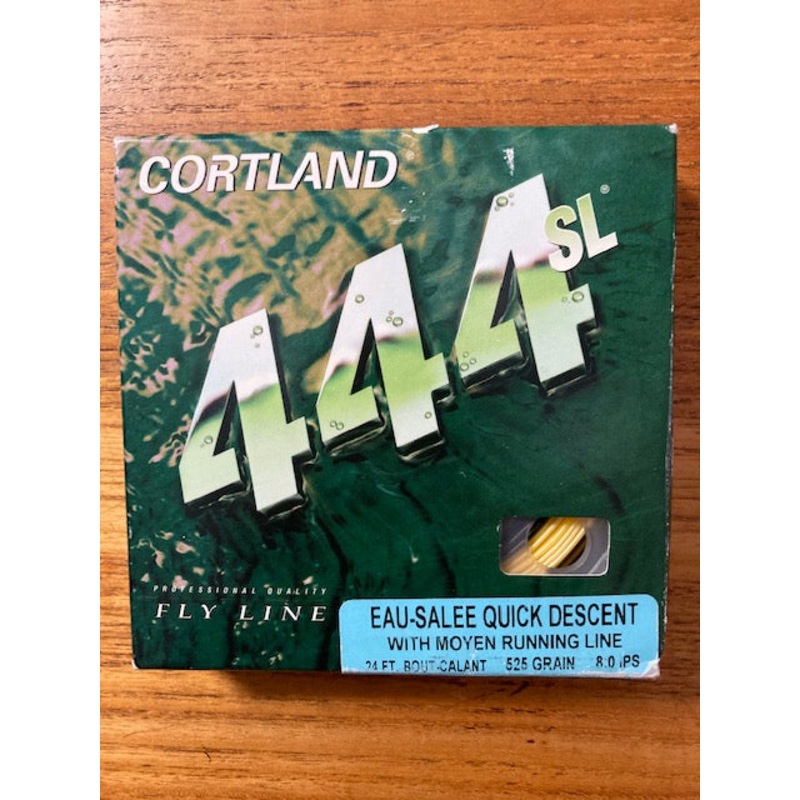 CORTLAND
444 SL®
PROFESSIONAL QUALITY
FLY LINE
EAU-SALEE QUICK DESCENT
WITH MOYEN RUNNING LINE
24 FT. BOUT-CALANT 525 GRAIN 8.0 IPS